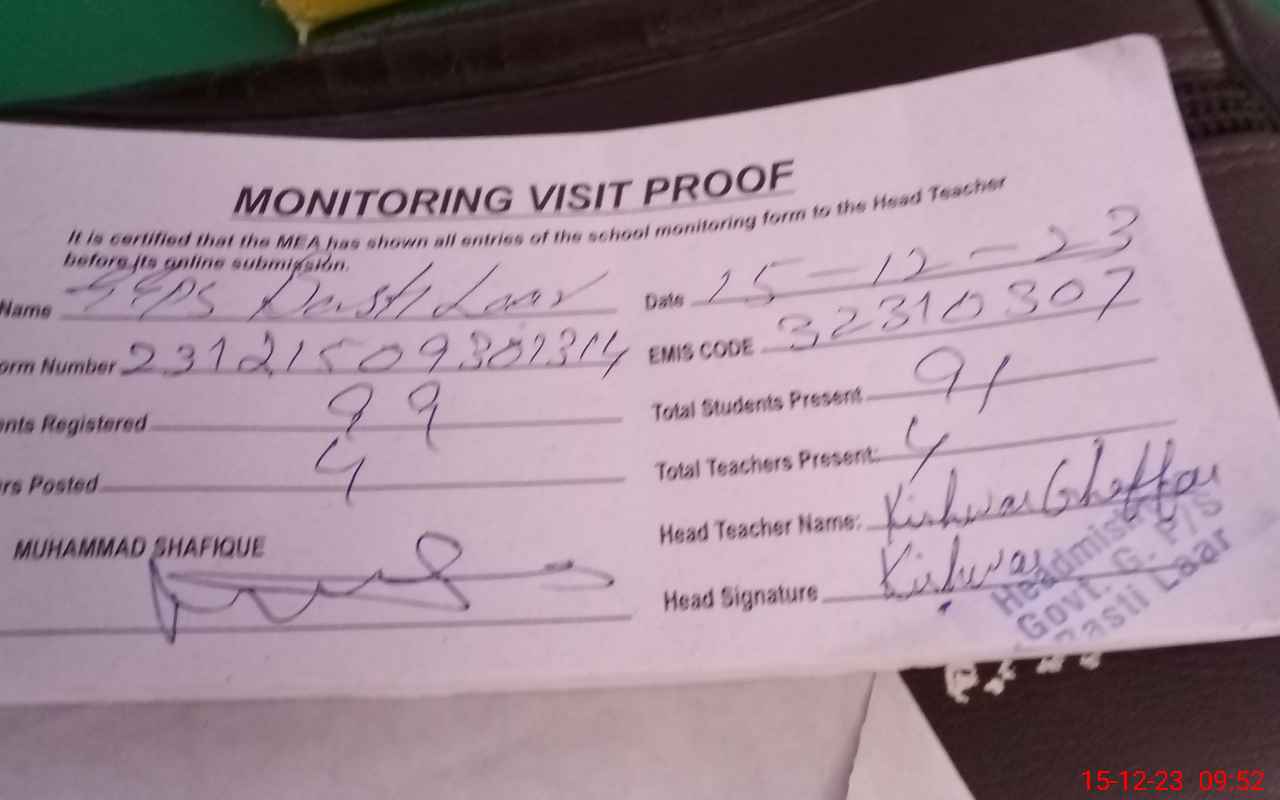 MONITORING VISIT PROOF
It is certified that the MEA has shown all entries of the school monitoring form to the Head Teacher
before its online submission.
Name GGPS Basti Laar Date 15-12-23
orm Number EMIS CODE 32310307
nts Registered 99 Total Students Present 91
rs Posted 4 Total Teachers Present: 4
MUHAMMAD SHAFIQUE Head Teacher Name: Kishwar Ghaffar
Head Signature Kishwar
Headmistr
Govt. G. P/S
Basti Laar
15-12-23 09:52